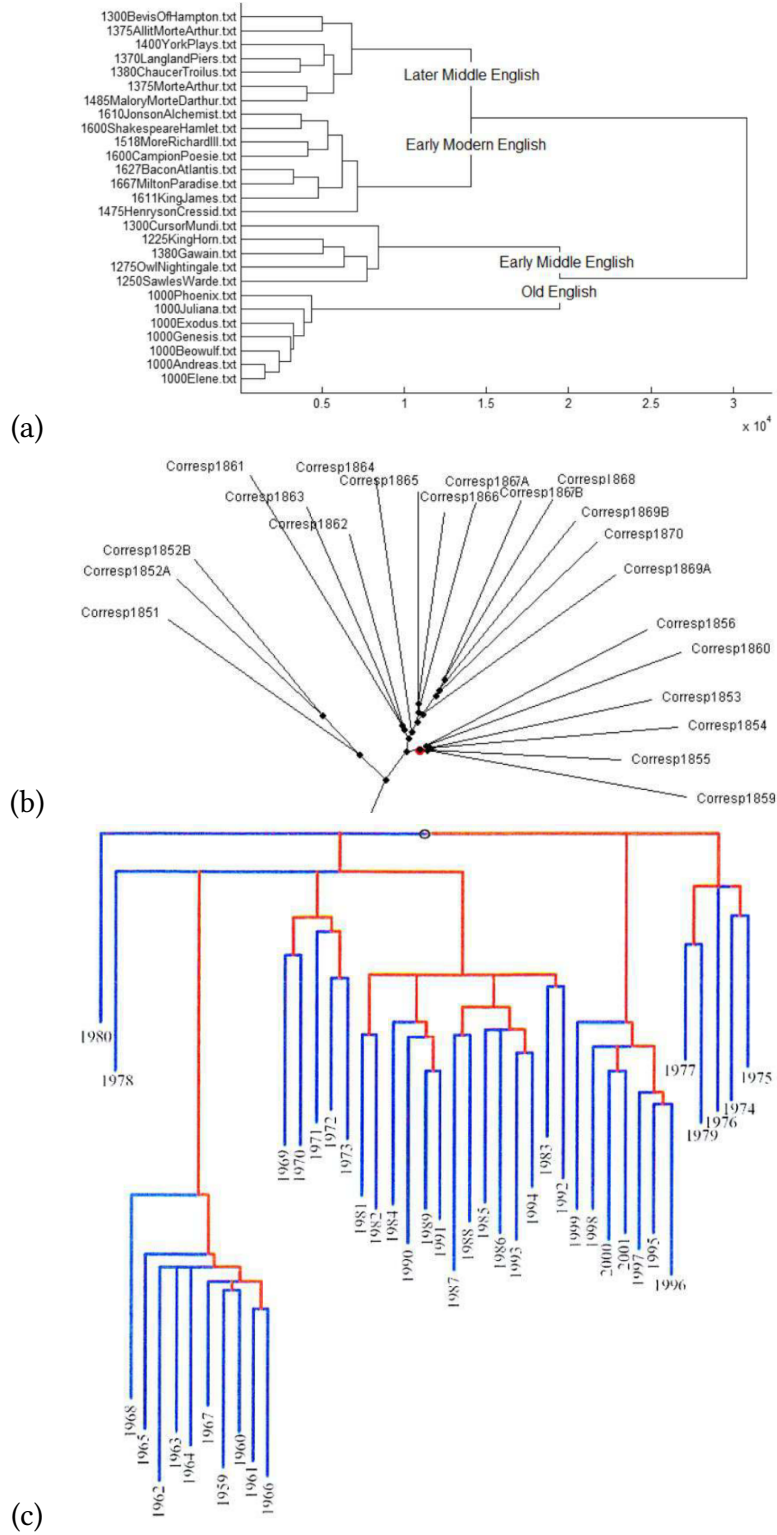 1300BevisOfHampton.txt
1375AllitMorteArthur.txt
1400YorkPlays.txt
1370LanglandPiers.txt
1380ChaucerTroilus.txt
1375MorteArthur.txt
1485MaloryMorteDarthur.txt
1610JonsonAlchemist.txt
1600ShakespeareHamlet.txt
1518MoreRichardIII.txt
1600CampionPoesie.txt
1627BaconAtlantis.txt
1667MiltonParadise.txt
1611KingJames.txt
1475HenrysonCressid.txt
1300CursorMundi.txt
1225KingHorn.txt
1380Gawain.txt
1275OwlNightingale.txt
1250SawlesWarde.txt
1000Phoenix.txt
1000Juliana.txt
1000Exodus.txt
1000Genesis.txt
1000Beowulf.txt
1000Andreas.txt
1000Elene.txt
Later Middle English
Early Modern English
Early Middle English
Old English
0.5 1 1.5 2 2.5 3
x 10⁴
(a)
Corresp1861
Corresp1864
Corresp1865
Corresp1867A
Corresp1868
Corresp1863
Corresp1866
Corresp1867B
Corresp1862
Corresp1869B
Corresp1870
Corresp1852B
Corresp1852A
Corresp1869A
Corresp1851
Corresp1856
Corresp1860
Corresp1853
Corresp1854
Corresp1855
Corresp1859
(b)
1980
1978
1968
1965
1962
1963
1964
1967
1959
1960
1961
1966
1969
1970
1971
1972
1973
1981
1982
1984
1990
1989
1991
1987
1988
1985
1986
1993
1994
1983
1992
1999
1998
2000
2001
1997
1995
1996
1977
1979
1976
1974
1975
(c)